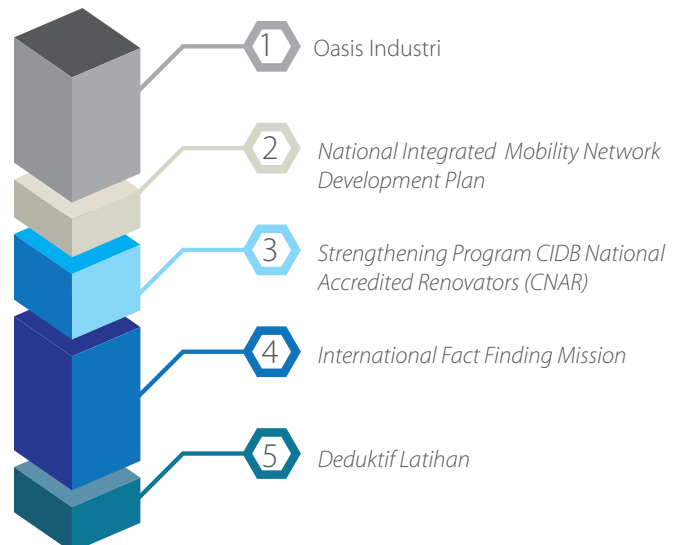 1 Oasis Industri
2 National Integrated Mobility Network
Development Plan
3 Strengthening Program CIDB National
Accredited Renovators (CNAR)
4 International Fact Finding Mission
5 Deduktif Latihan